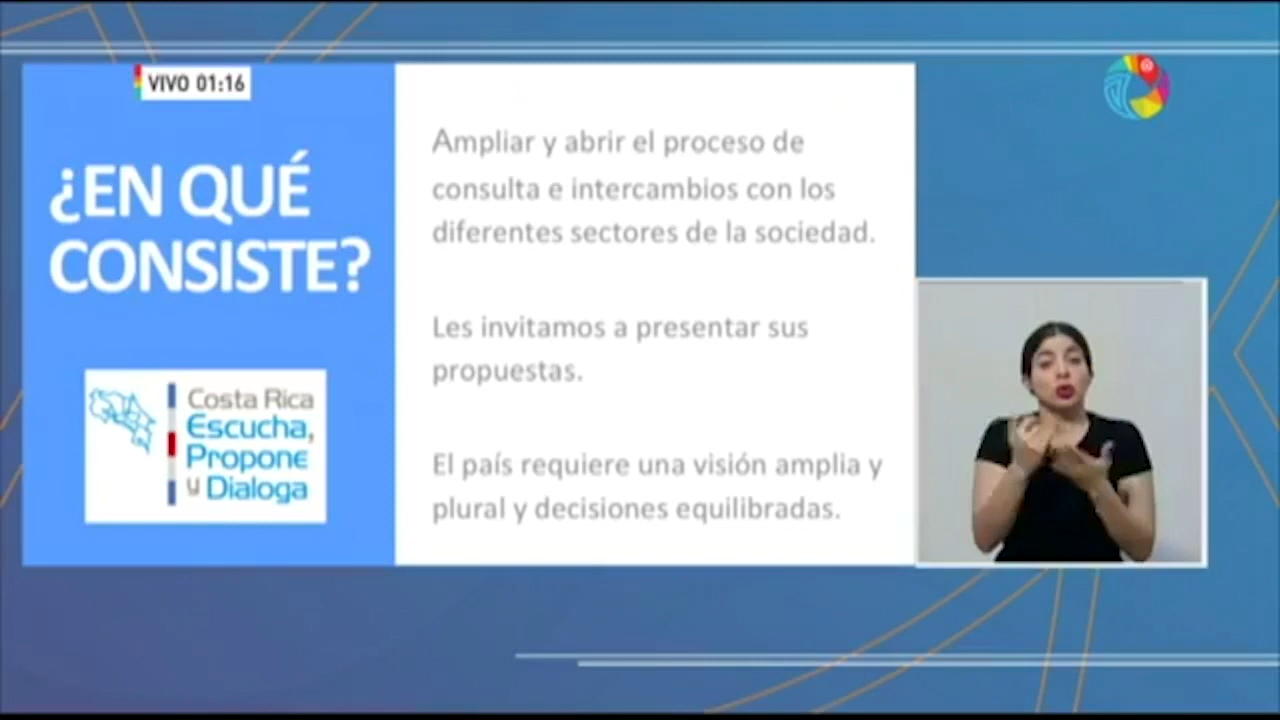 VIVO 01:16
¿EN QUÉ
CONSISTE?
Costa Rica
Escucha,
Propone
y Dialoga
Ampliar y abrir el proceso de
consulta e intercambios con los
diferentes sectores de la sociedad.
Les invitamos a presentar sus
propuestas.
El país requiere una visión amplia y
plural y decisiones equilibradas.